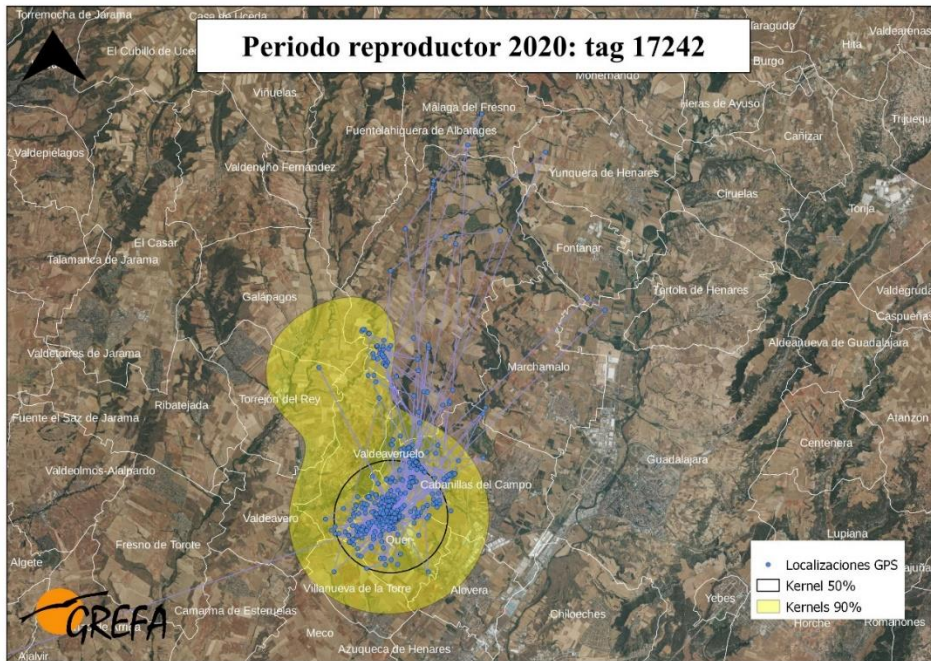 Periodo reproductor 2020: tag 17242
Torremocha de Jarama
Casa de Uceda
El Cubillo de Uced
Viñuelas
Málaga del Fresno
Fuentelahiguera de Albatages
Valdepiélagos
Valdenuño Fernández
Yunquera de Henares
Heras de Ayuso
Hita
Valdearenas
Burgo
Cañizar
Trijuequ
Ciruelas
Torija
El Casar
Talamanca de Jarama
Fontanar
Tórtola de Henares
Galápagos
Valdegruda
Caspueñas
Valdetorres de Jarama
Aldeanueva de Guadalajara
Marchamalo
Torrejón del Rey
Ribatejada
Fuente el Saz de Jarama
Atanzón
Centenera
Valdeaveruelo
Guadalajara
Valdeolmos-Alalpardo
Cabanillas del Campo
Valdeavero
Quer
Fresno de Torote
Lupiana
Algete
Villanueva de la Torre
Alovera
Yebes
Camarma de Esteruelas
Chiloeches
Horche
Romanones
Meco
Azuqueca de Henares
Ajalvir
Localizaciones GPS
Kernel 50%
Kernels 90%
GREFA